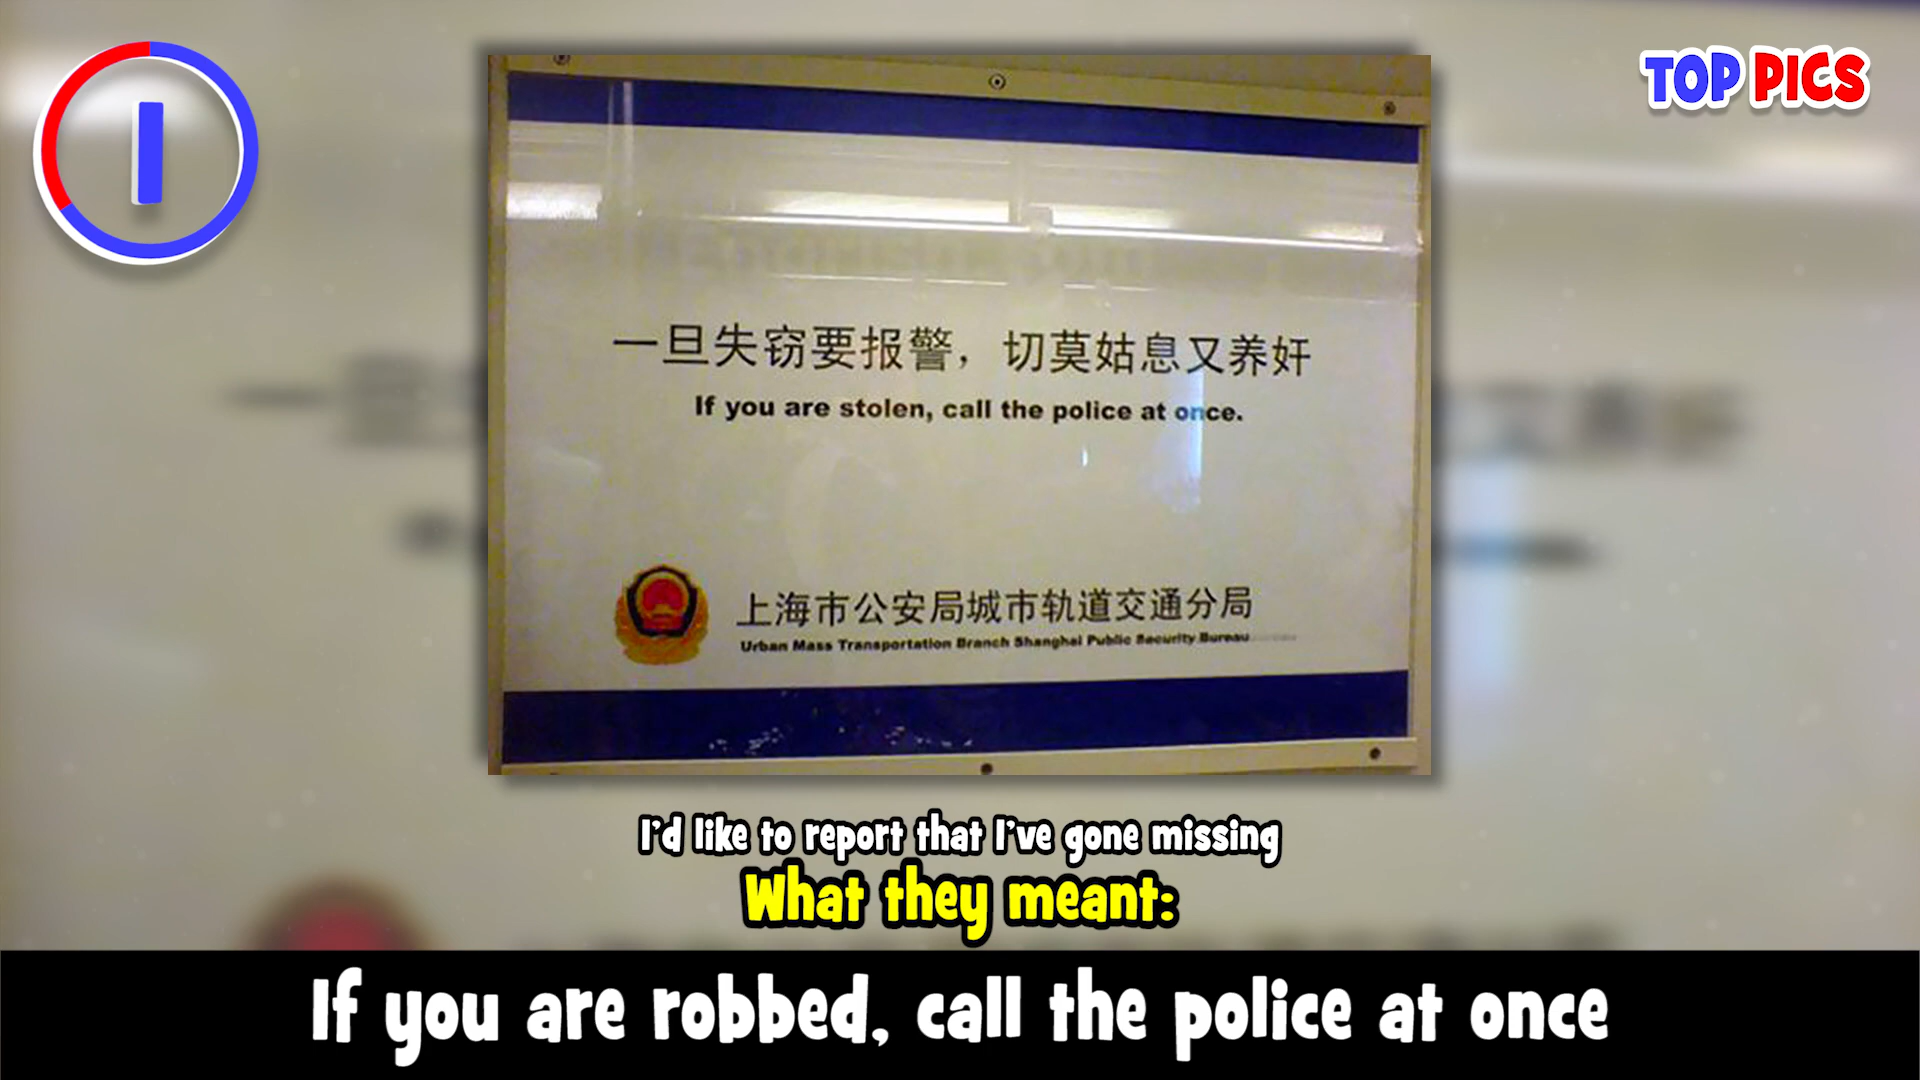 1
TOP PICS
一旦失窃要报警，切莫姑息又养奸
If you are stolen, call the police at once.
上海市公安局城市轨道交通分局
Urban Mass Transportation Branch Shanghai Public Security Bureau
I'd like to report that I've gone missing
What they meant:
If you are robbed, call the police at once